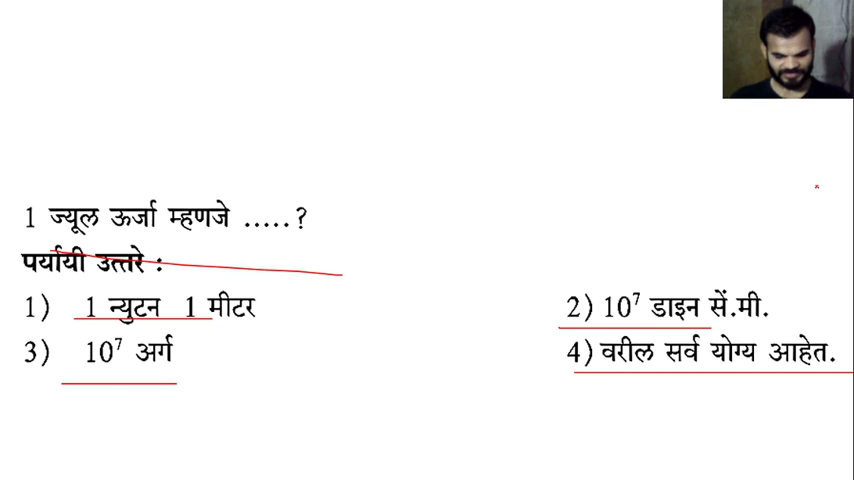 1 ज्यूल ऊर्जा म्हणजे .....?
पर्यायी उत्तरे :
1) 1 न्युटन 1 मीटर 2) 10⁷ डाइन सें.मी.
3) 10⁷ अर्ग 4) वरील सर्व योग्य आहेत.